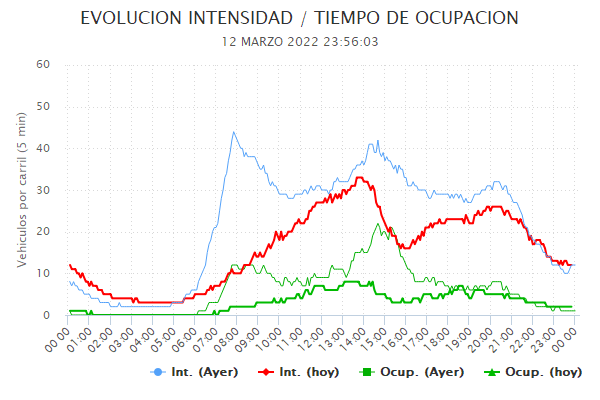 EVOLUCION INTENSIDAD / TIEMPO DE OCUPACION
12 MARZO 2022 23:56:03
Vehiculos por carril (5 min)
60
50
40
30
20
10
0
00:00 01:00 02:00 03:00 04:00 05:00 06:00 07:00 08:00 09:00 10:00 11:00 12:00 13:00 14:00 15:00 16:00 17:00 18:00 19:00 20:00 21:00 22:00 23:00 00:00
Int. (Ayer) Int. (hoy) Ocup. (Ayer) Ocup. (hoy)